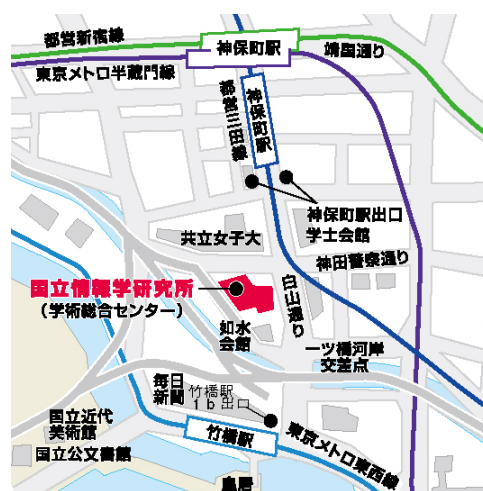 都営新宿線
神保町駅
靖国通り
東京メトロ半蔵門線
都営三田線
神保町駅
神保町駅出口
学士会館
共立女子大
神田警察通り
国立情報学研究所
(学術総合センター)
白山通り
如水
会館
一ツ橋河岸
交差点
毎日
新聞
竹橋駅
1b出口
国立近代
美術館
竹橋駅
東京メトロ東西線
国立公文書館